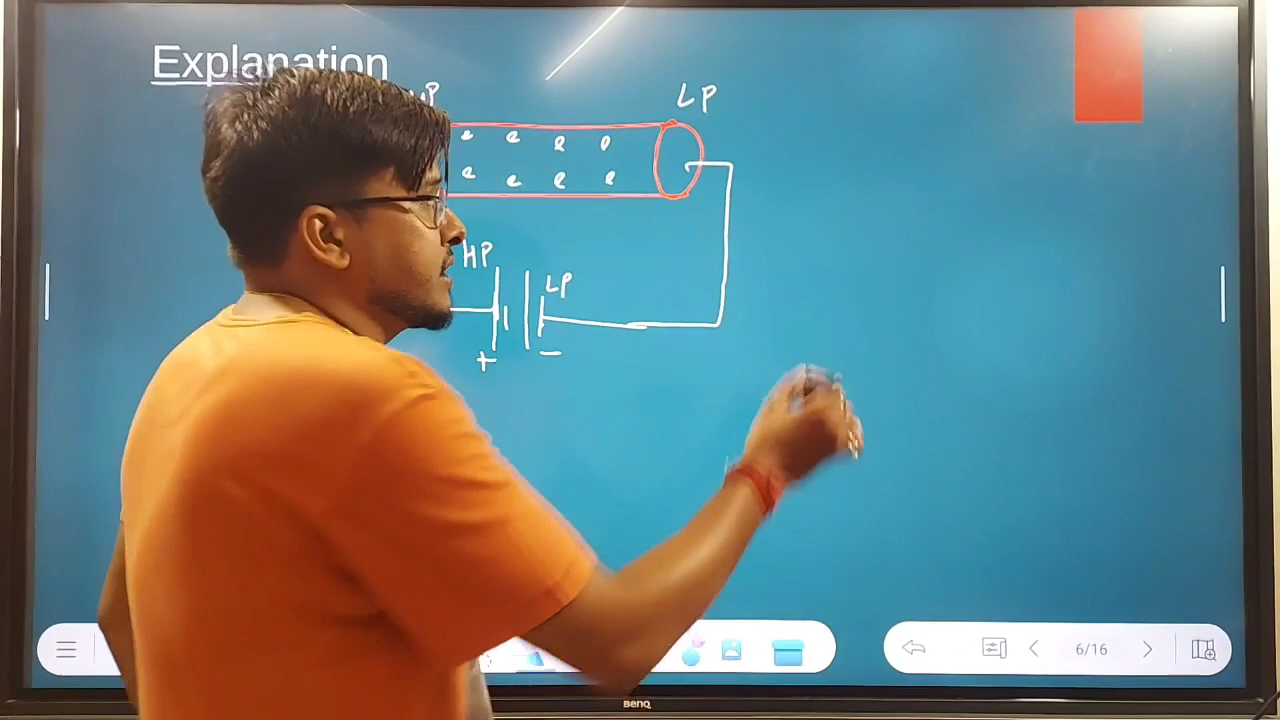 Explanation
LP
e e e e
e e e e
HP
LP
+ −
6/16
BenQ